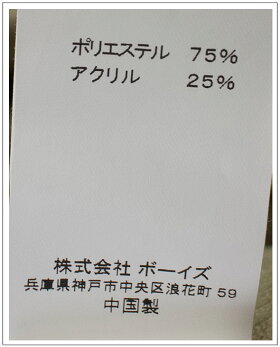 ポリエステル 75%
アクリル 25%
株式会社 ボーイズ
兵庫県神戸市中央区浪花町 59
中国製